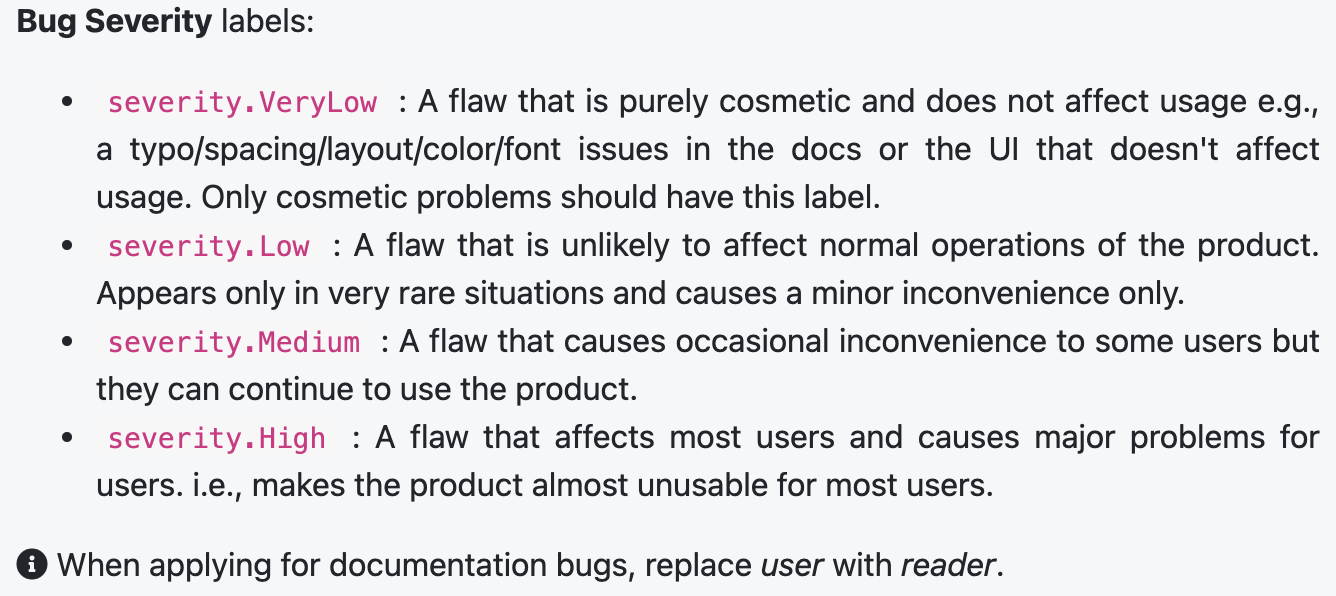 Bug Severity labels:
• severity.VeryLow : A flaw that is purely cosmetic and does not affect usage e.g.,
a typo/spacing/layout/color/font issues in the docs or the UI that doesn't affect
usage. Only cosmetic problems should have this label.
• severity.Low : A flaw that is unlikely to affect normal operations of the product.
Appears only in very rare situations and causes a minor inconvenience only.
• severity.Medium : A flaw that causes occasional inconvenience to some users but
they can continue to use the product.
• severity.High : A flaw that affects most users and causes major problems for
users. i.e., makes the product almost unusable for most users.
When applying for documentation bugs, replace user with reader.